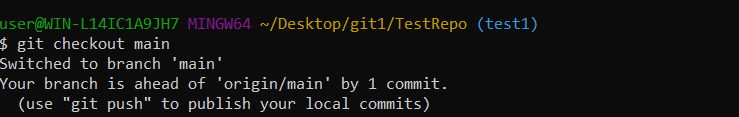 user@WIN-L14IC1A9JH7 MINGW64 ~/Desktop/git1/TestRepo (test1)
$ git checkout main
Switched to branch 'main'
Your branch is ahead of 'origin/main' by 1 commit.
  (use "git push" to publish your local commits)